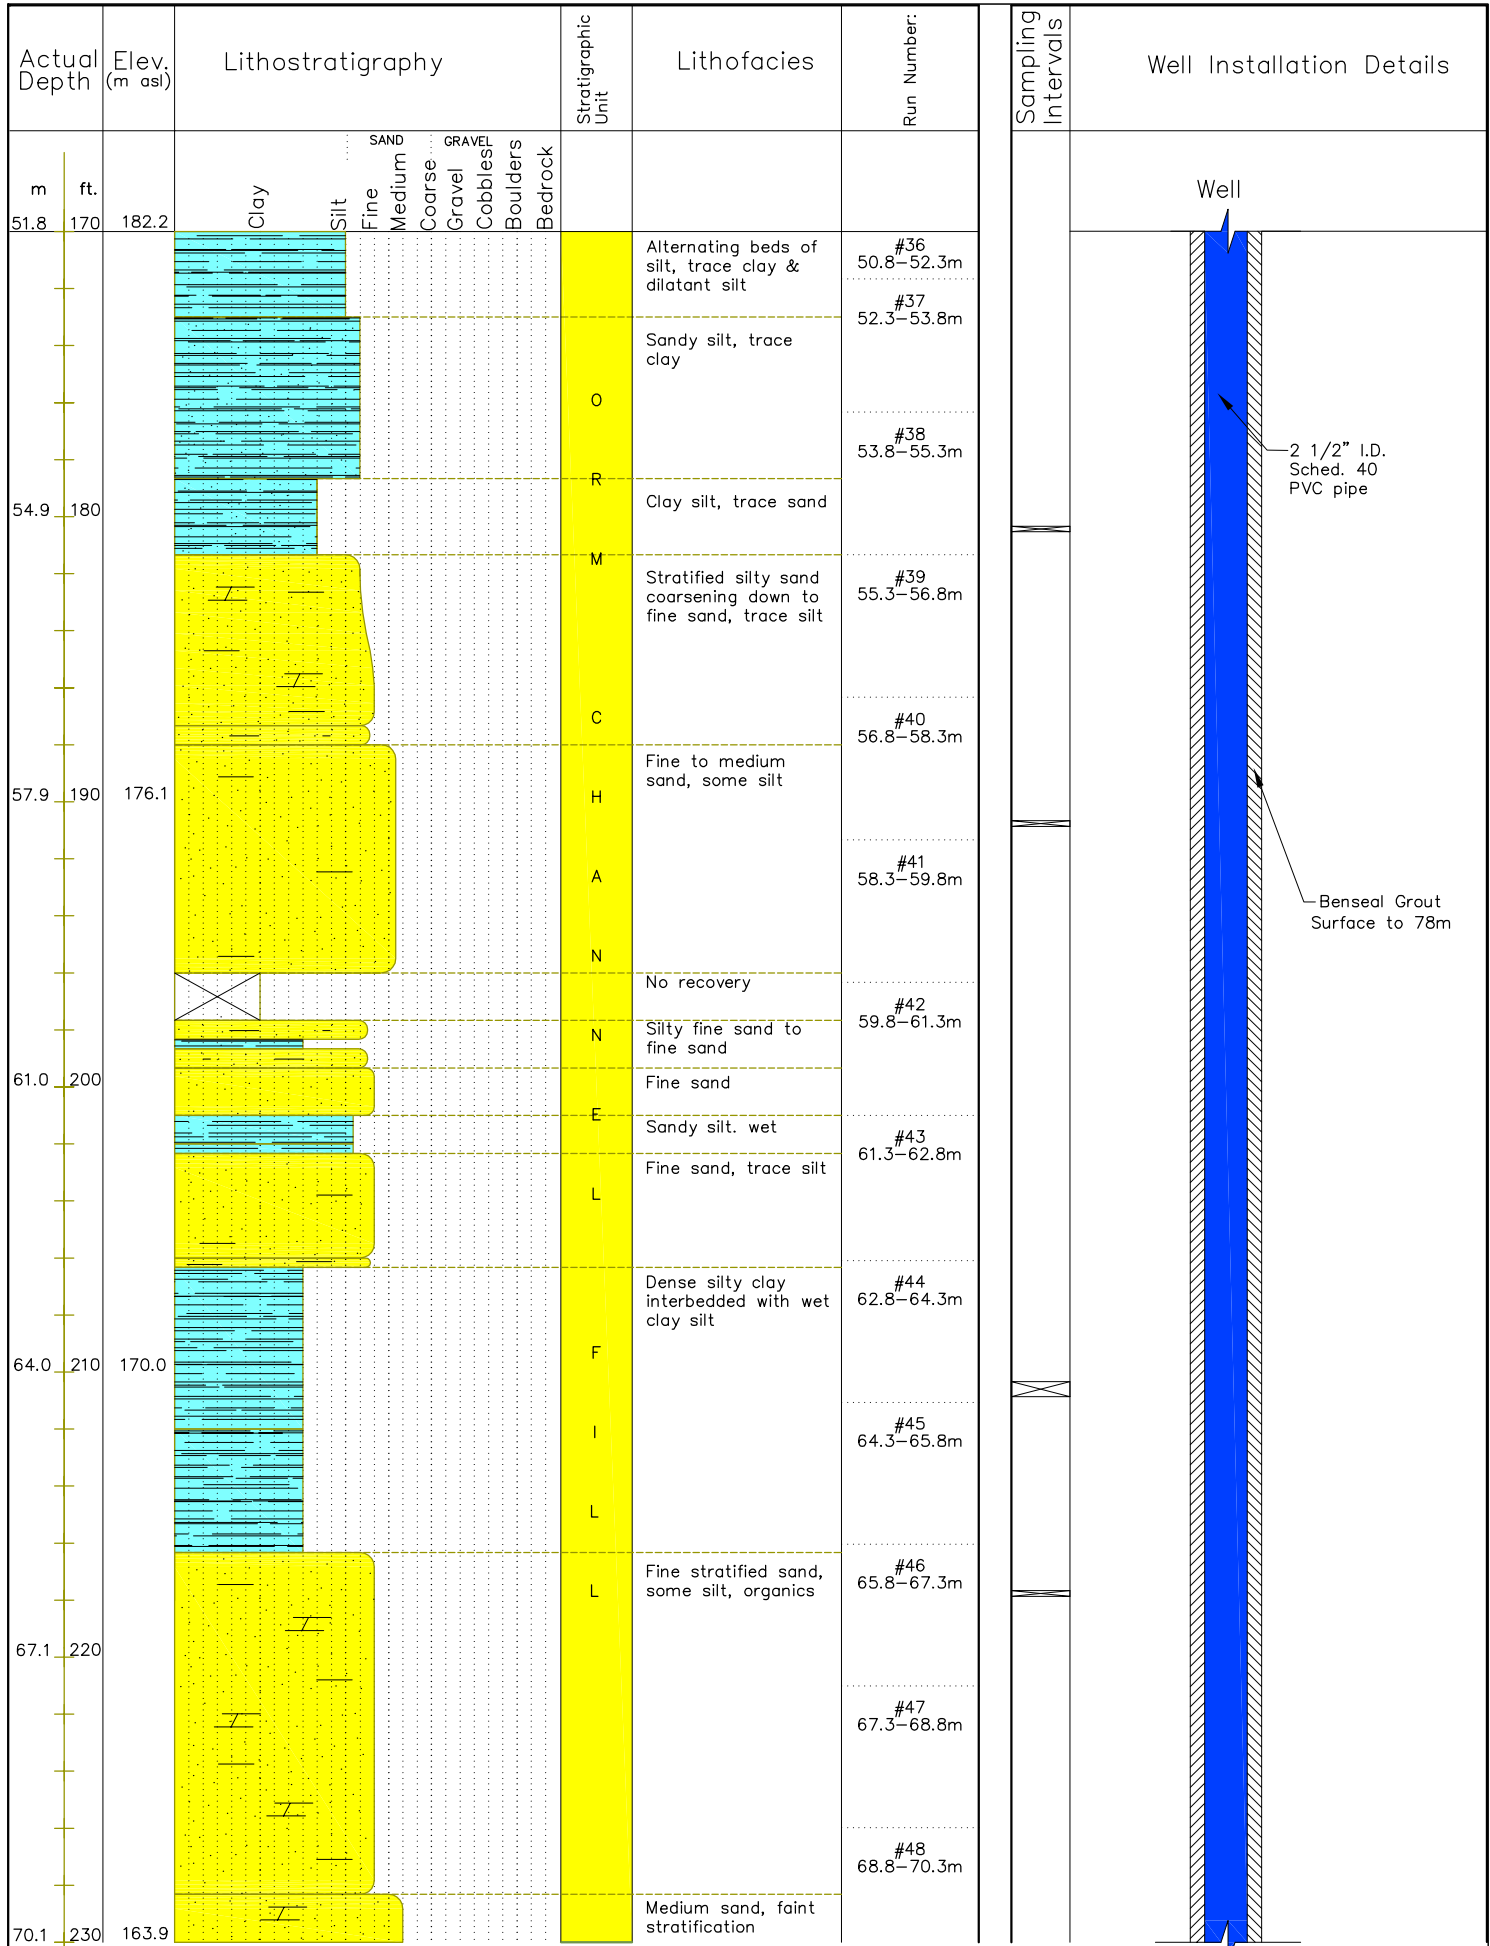 Actual
Depth
Elev.
(m asl)
Lithostratigraphy
Stratigraphic
Unit
Lithofacies
Run Number:
Sampling
Intervals
Well Installation Details
m
ft.
Clay
Silt
SAND
Fine
Medium
Coarse
GRAVEL
Gravel
Cobbles
Boulders
Bedrock
Well
51.8
170
182.2
Alternating beds of
silt, trace clay &
dilatant silt
#36
50.8–52.3m
#37
52.3–53.8m
Sandy silt, trace
clay
#38
53.8–55.3m
2 1/2" I.D.
Sched. 40
PVC pipe
54.9
180
Clay silt, trace sand
Stratified silty sand
coarsening down to
fine sand, trace silt
#39
55.3–56.8m
#40
56.8–58.3m
Fine to medium
sand, some silt
57.9
190
176.1
#41
58.3–59.8m
Benseal Grout
Surface to 78m
No recovery
#42
59.8–61.3m
Silty fine sand to
fine sand
61.0
200
Fine sand
Sandy silt. wet
#43
61.3–62.8m
Fine sand, trace silt
Dense silty clay
interbedded with wet
clay silt
#44
62.8–64.3m
64.0
210
170.0
#45
64.3–65.8m
Fine stratified sand,
some silt, organics
#46
65.8–67.3m
67.1
220
#47
67.3–68.8m
#48
68.8–70.3m
Medium sand, faint
stratification
70.1
230
163.9
O R M C H A N N E L F I L L